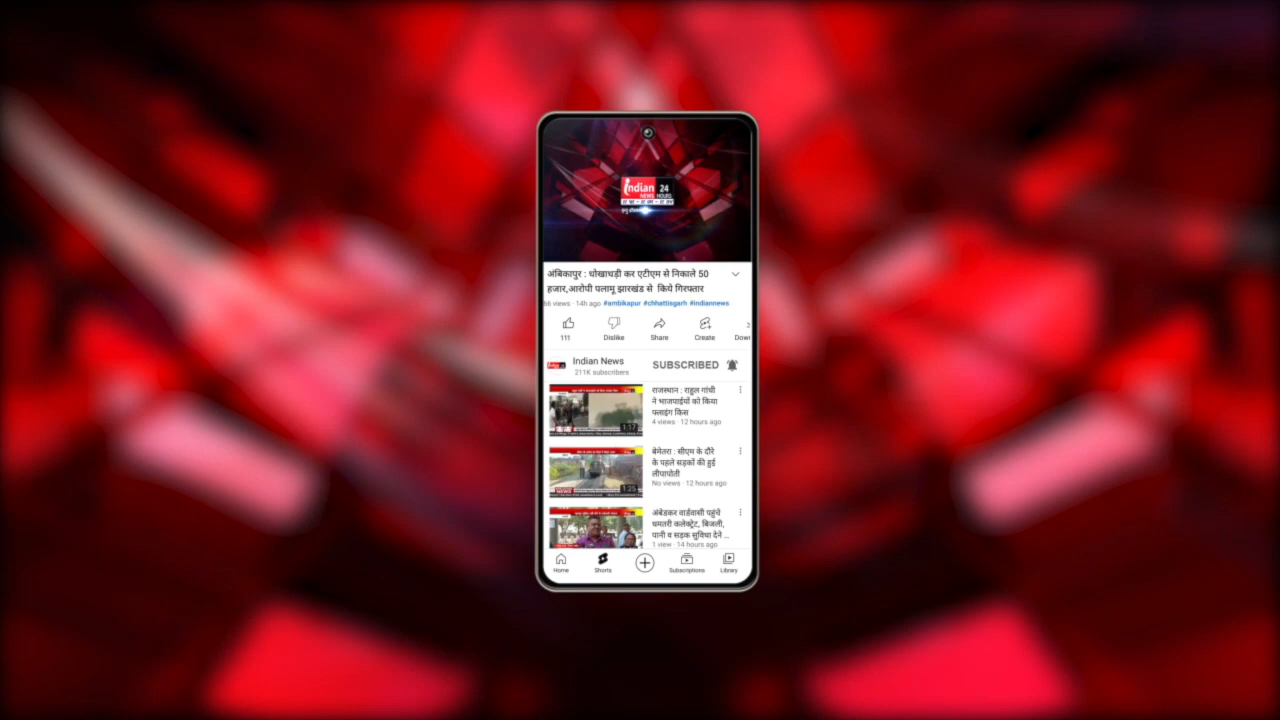 Indian 24
NEWS HOURS
अंबिकापुर : धोखाधड़ी कर एटीएम से निकाले 50
हजार,आरोपी पलामू झारखंड से किये गिरफ्तार
66 views · 14h ago #ambikapur #chhattisgarh #indiannews
111 Dislike Share Create Down
Indian News
211K subscribers
SUBSCRIBED
राजस्थान : राहुल गांधी
ने भाजपाईयों को किया
फ्लाइंग किस
4 views · 12 hours ago
1:17
बेमेतरा : सीएम के दौरे
के पहले सड़कों की हुई
लीपापोती
No views · 12 hours ago
1:25
NEWS
अंबेडकर वार्डवासी पहुंचे
धमतरी कलेक्ट्रेट, बिजली,
पानी व सड़क सुविधा देने ...
1 view · 14 hours ago
Home Shorts Subscriptions Library